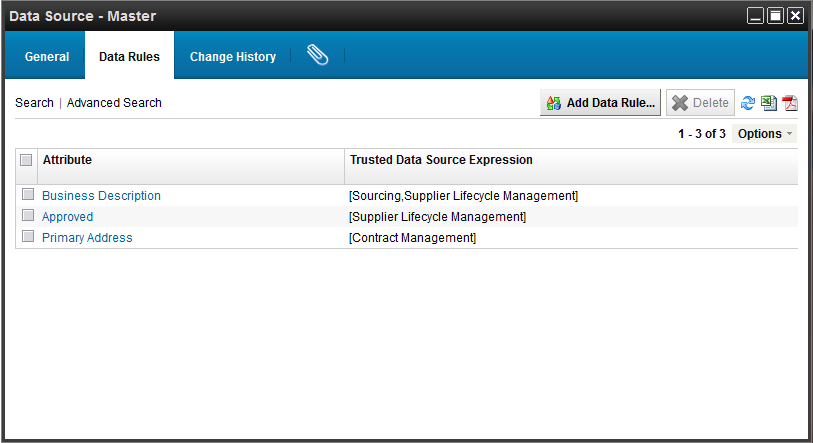 Data Source - Master
General Data Rules Change History
Search | Advanced Search Add Data Rule... Delete
1 - 3 of 3 Options
Attribute Trusted Data Source Expression
Business Description [Sourcing,Supplier Lifecycle Management]
Approved [Supplier Lifecycle Management]
Primary Address [Contract Management]